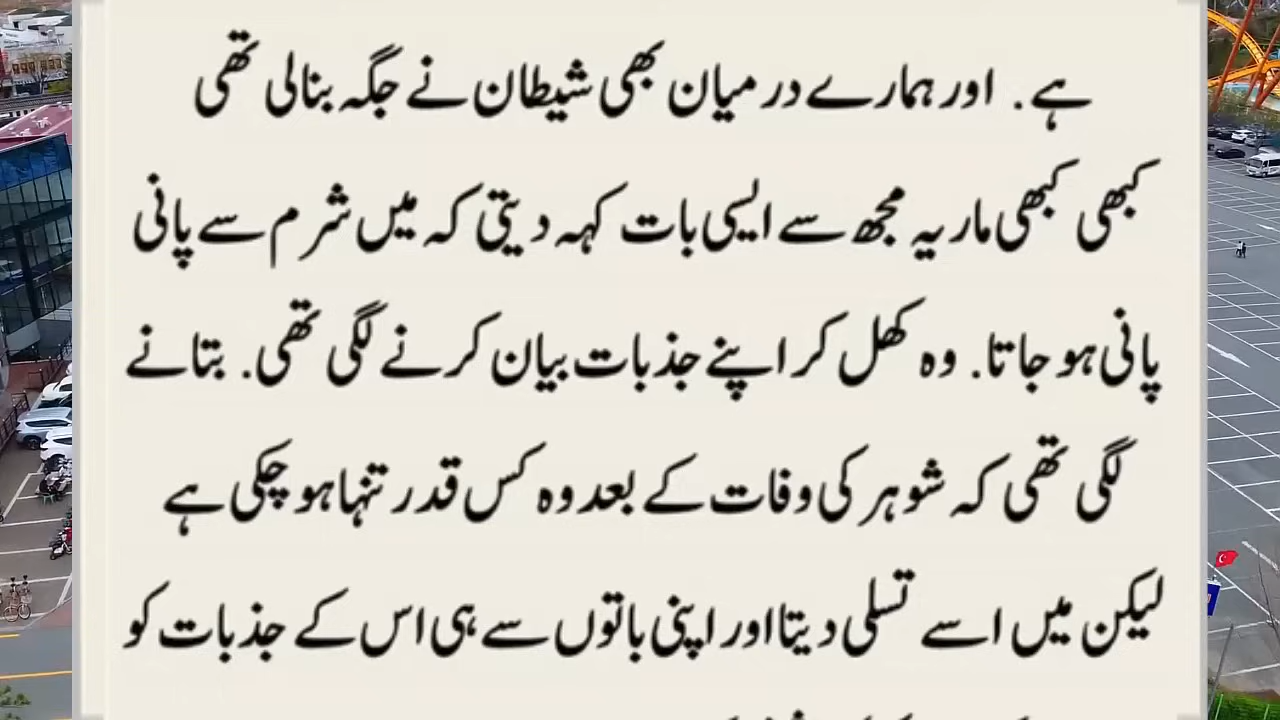 ہے. اور ہمارے درمیان بھی شیطان نے جگہ بنالی تھی
کبھی کبھی ماریہ مجھ سے ایسی بات کہہ دیتی کہ میں شرم سے پانی
پانی ہو جاتا. وہ کھل کر اپنے جذبات بیان کرنے لگی تھی. بتانے
لگی تھی کہ شوہر کی وفات کے بعد وہ کس قدر تنہا ہو چکی ہے
لیکن میں اسے تسلی دیتا اور اپنی باتوں سے ہی اس کے جذبات کو